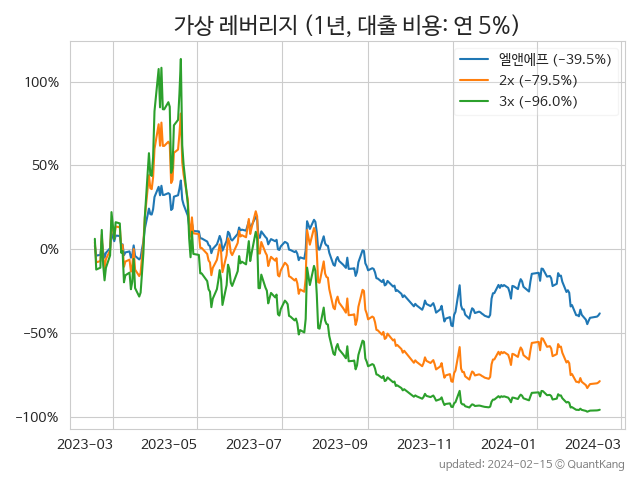 가상 레버리지 (1년, 대출 비용: 연 5%)
엘앤에프 (−39.5%)
2x (−79.5%)
3x (−96.0%)
100%
50%
0%
−50%
−100%
2023-03 2023-05 2023-07 2023-09 2023-11 2024-01 2024-03
updated: 2024-02-15 © QuantKang